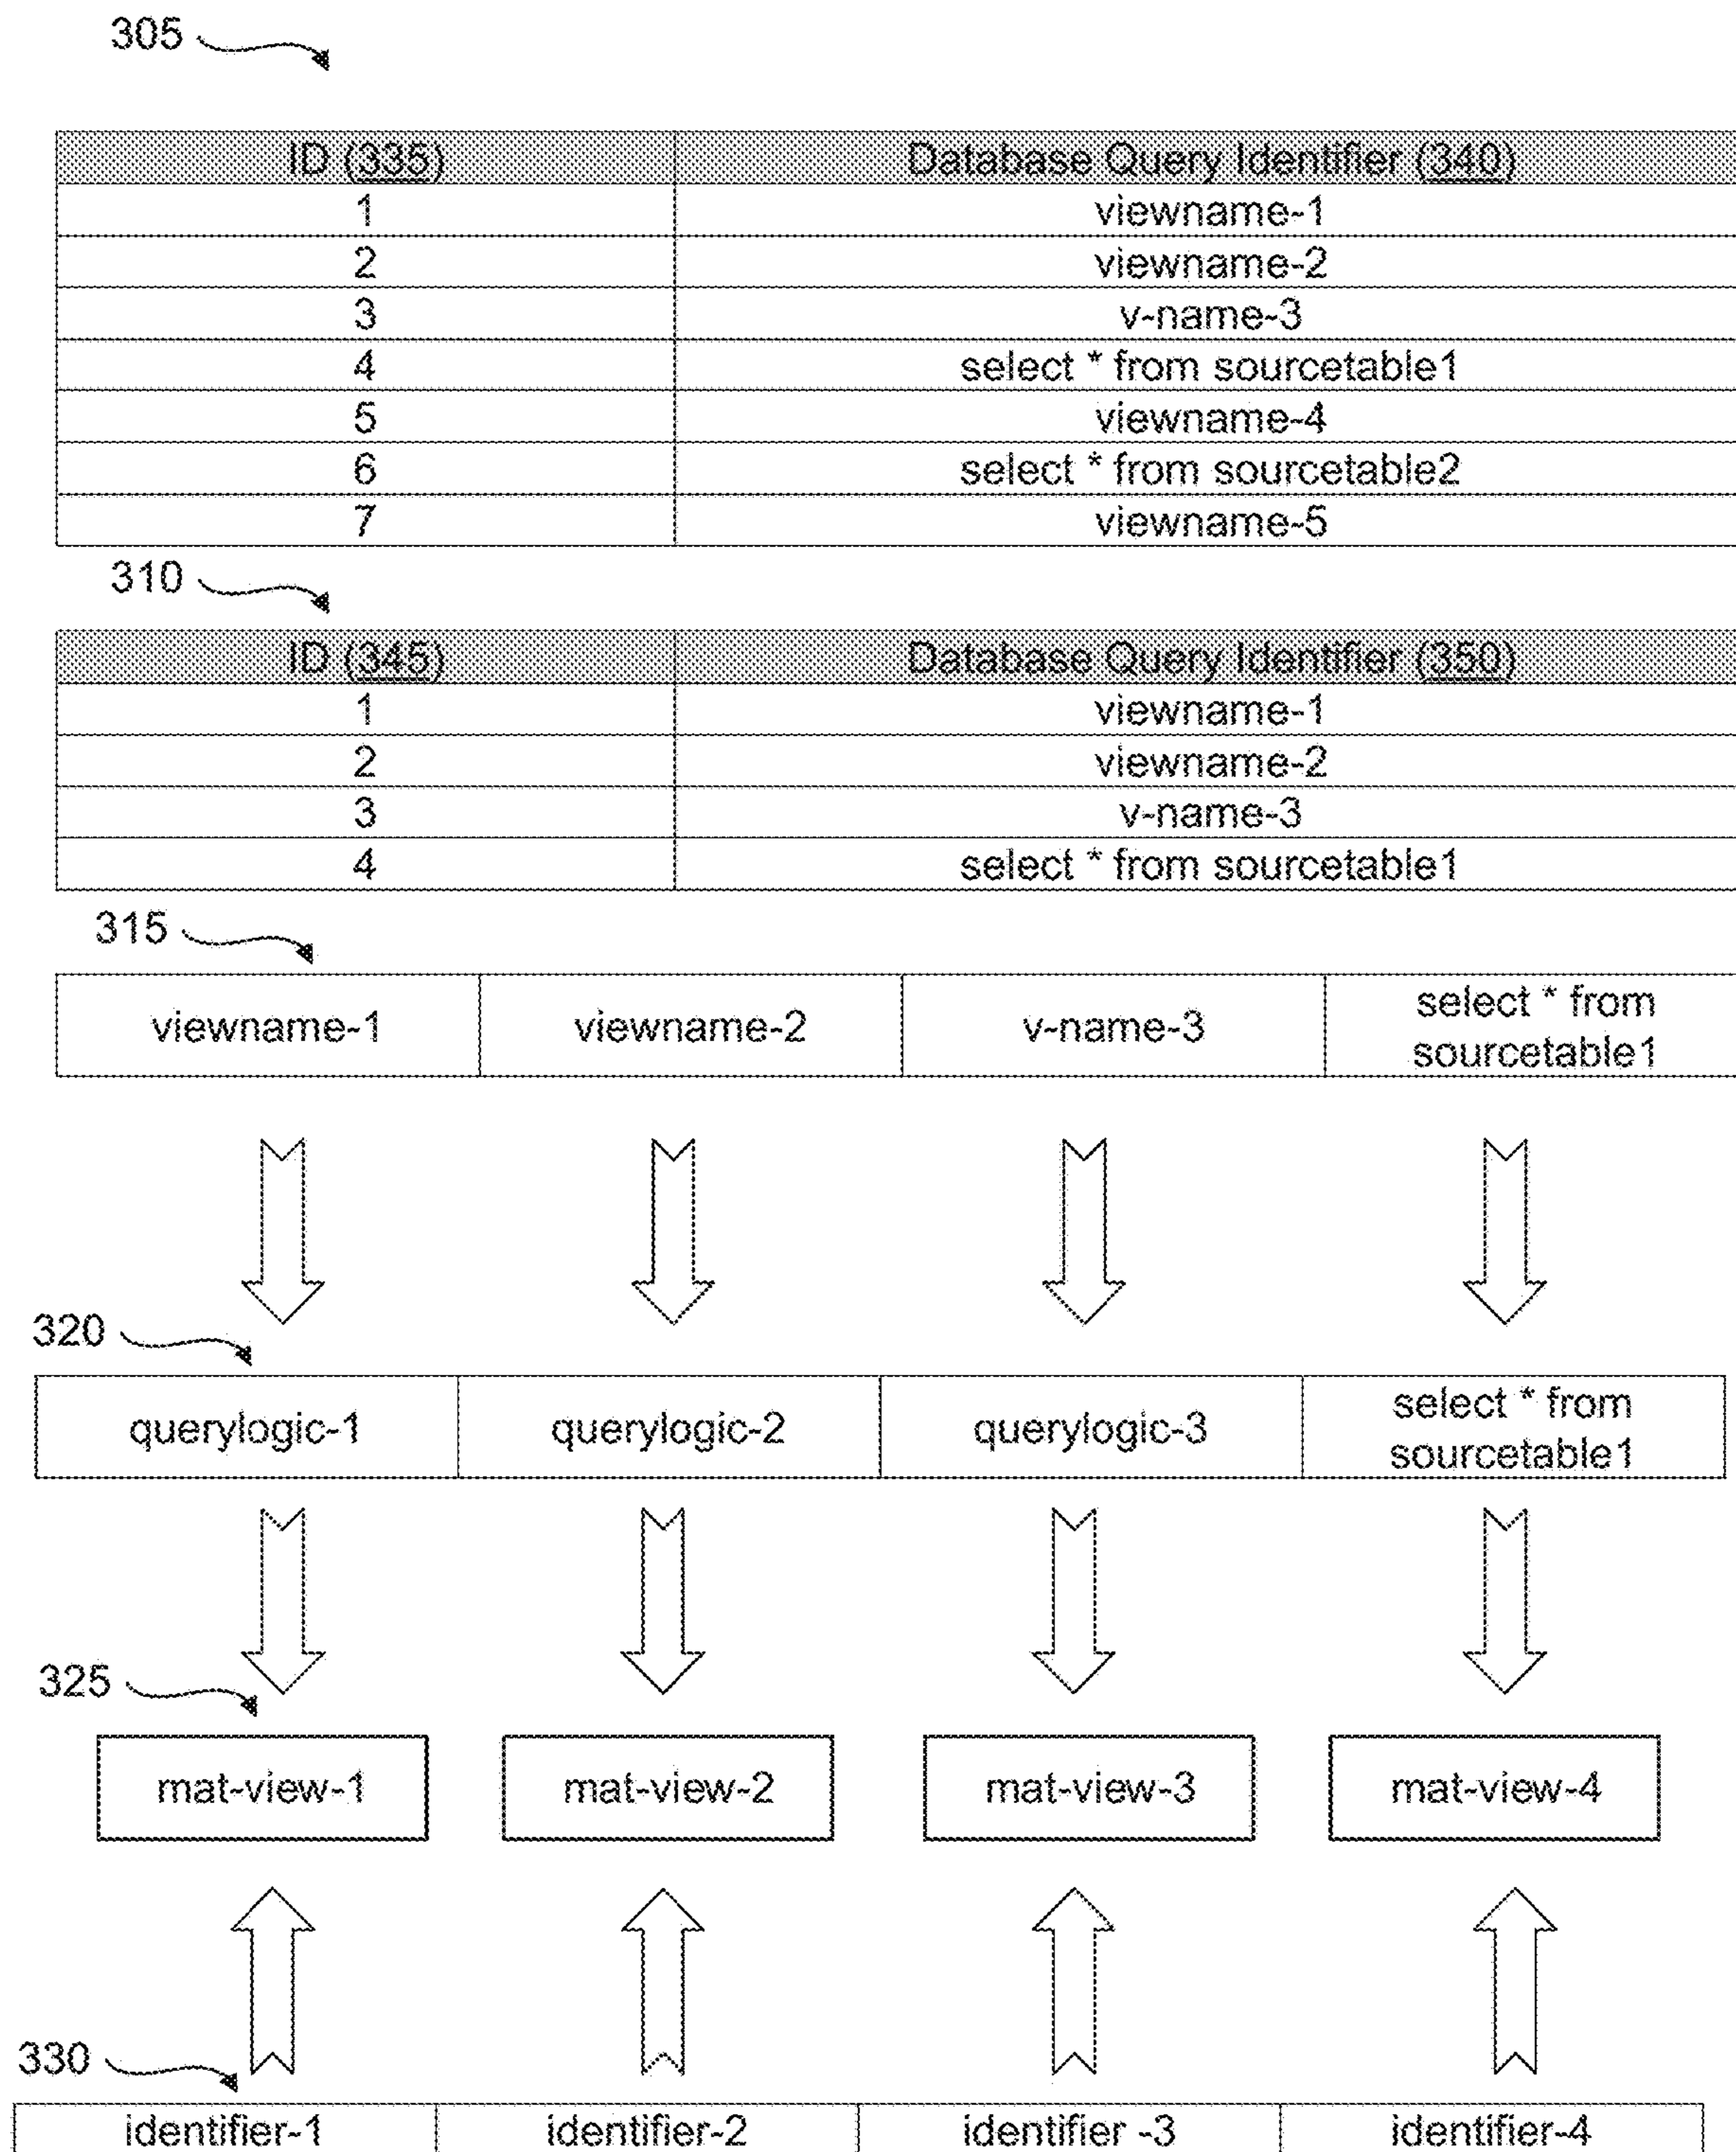 305
ID (335) Database Query Identifier (340)
1 viewname-1
2 viewname-2
3 v-name-3
4 select * from sourcetable1
5 viewname-4
6 select * from sourcetable2
7 viewname-5
310
ID (345) Database Query Identifier (350)
1 viewname-1
2 viewname-2
3 v-name-3
4 select * from sourcetable1
315
viewname-1 viewname-2 v-name-3 select * from
sourcetable1
320
querylogic-1 querylogic-2 querylogic-3 select * from
sourcetable1
325
mat-view-1 mat-view-2 mat-view-3 mat-view-4
330
identifier-1 identifier-2 identifier -3 identifier-4